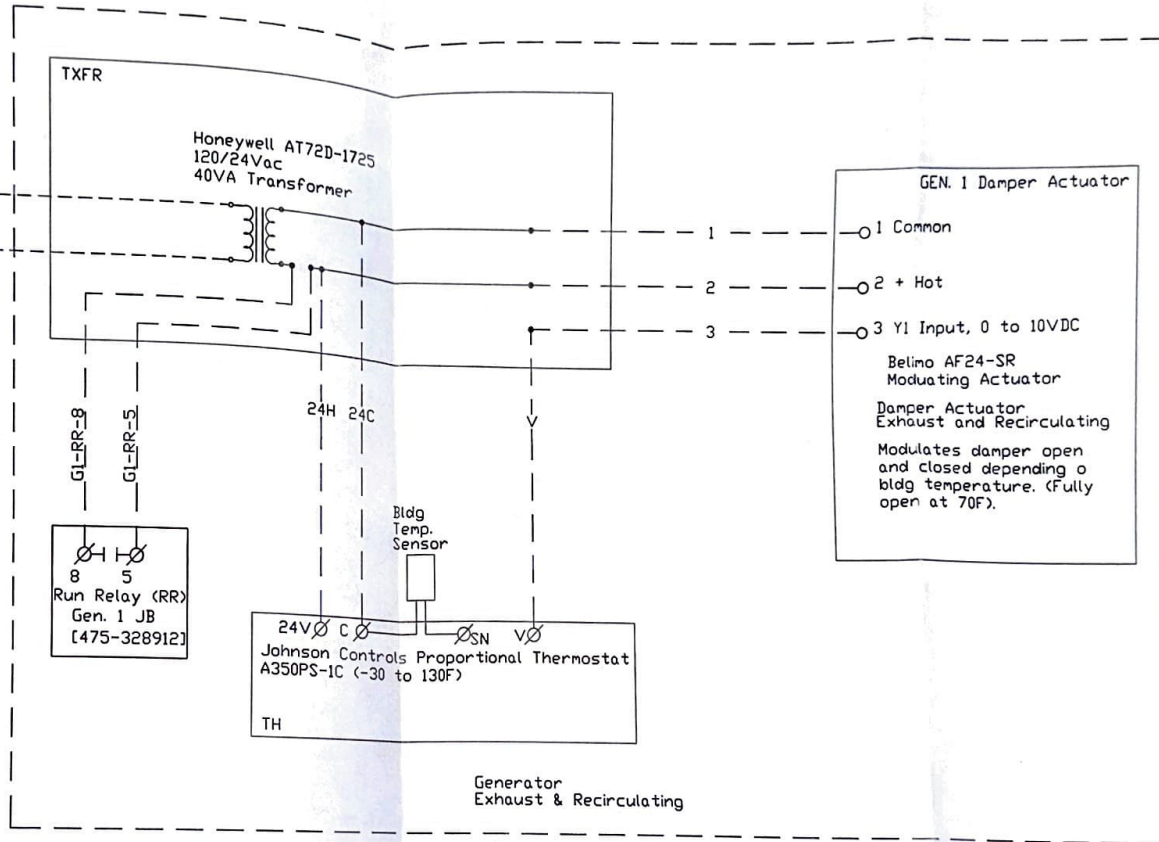 TXFR
Honeywell AT72D-1725
120/24Vac
40VA Transformer
GEN. 1 Damper Actuator
1
1 Common
2
2 + Hot
3
3 Y1 Input, 0 to 10VDC
Belimo AF24-SR
Moduating Actuator
Damper Actuator
Exhaust and Recirculating
Modulates damper open
and closed depending o
bldg temperature. (Fully
open at 70F).
G1-RR-8
G1-RR-5
24H
24C
V
Bldg
Temp.
Sensor
8
5
Run Relay (RR)
Gen. 1 JB
[475-328912]
24V
C
SN
V
Johnson Controls Proportional Thermostat
A350PS-1C (-30 to 130F)
TH
Generator
Exhaust & Recirculating